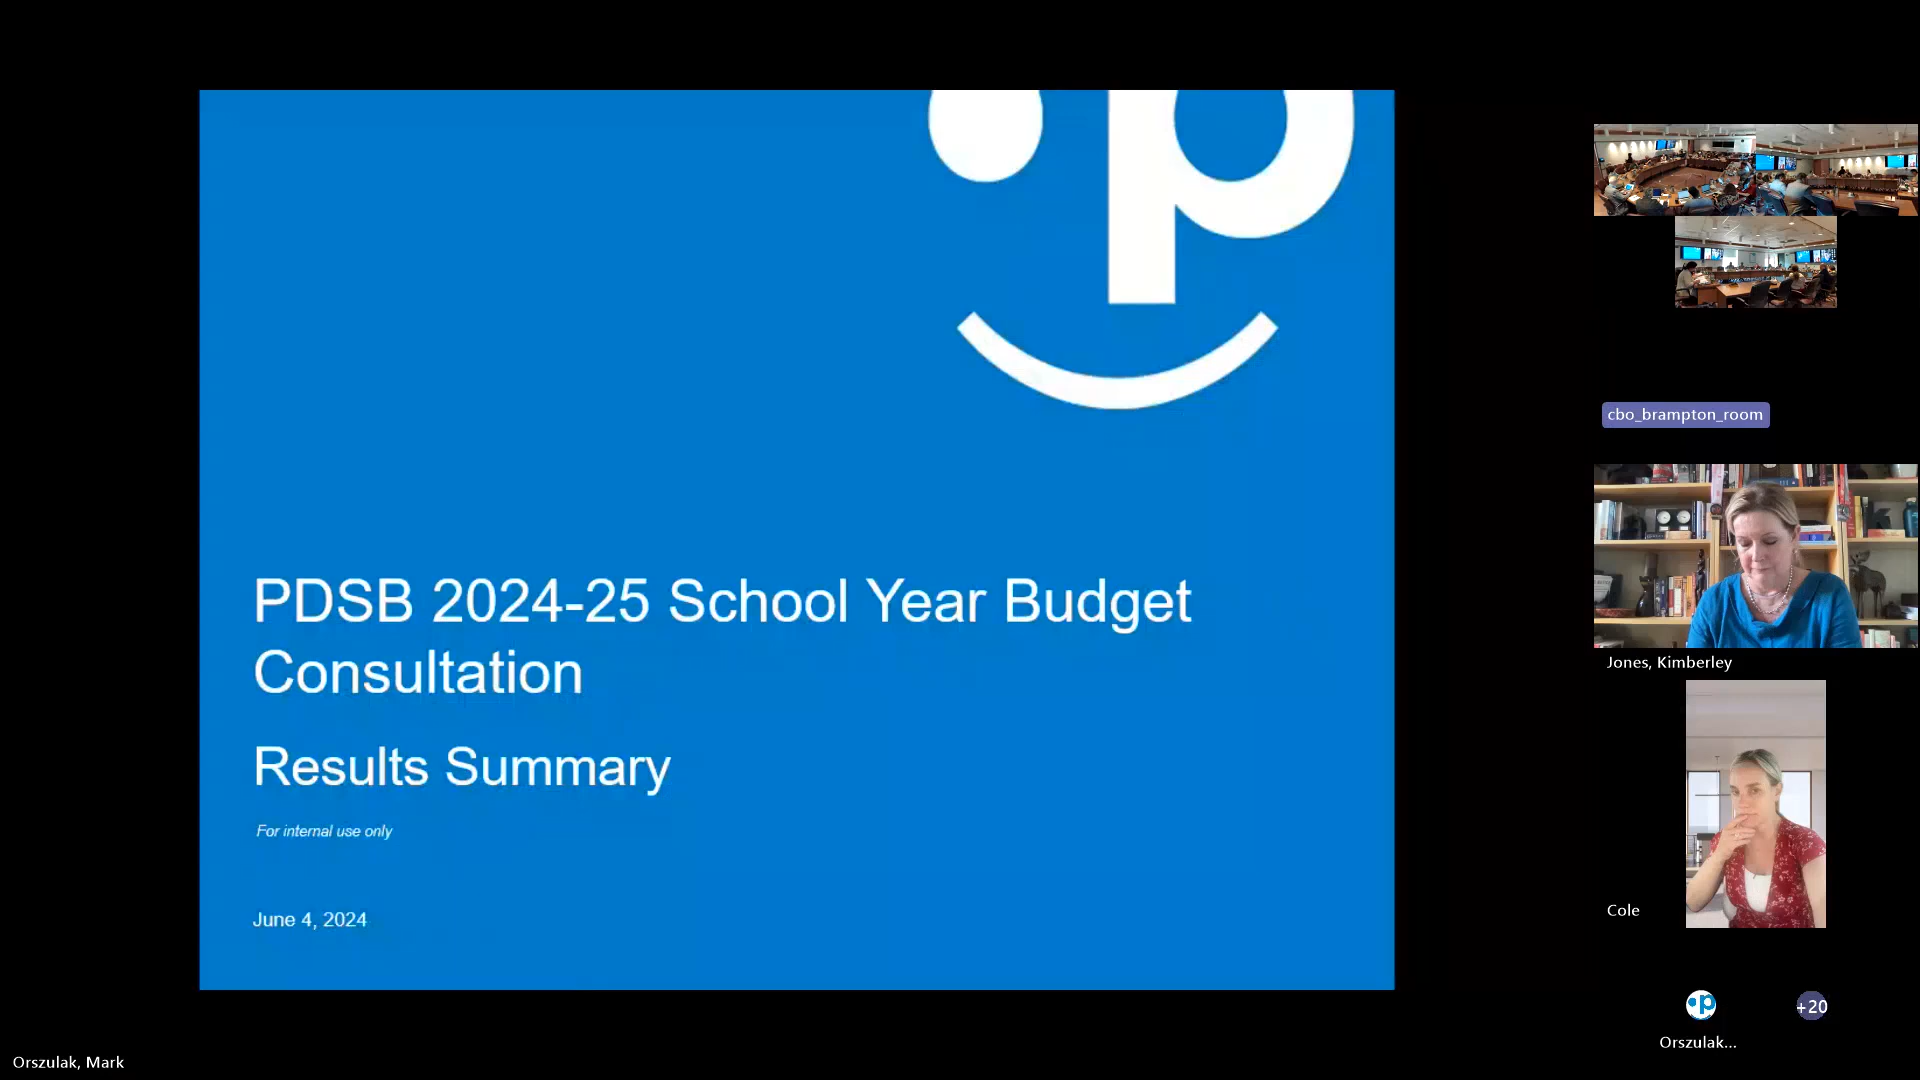 PDSB 2024-25 School Year Budget
Consultation
Results Summary
For internal use only
June 4, 2024
cbo_brampton_room
Jones, Kimberley
Cole
+20
Orszulak...
Orszulak, Mark